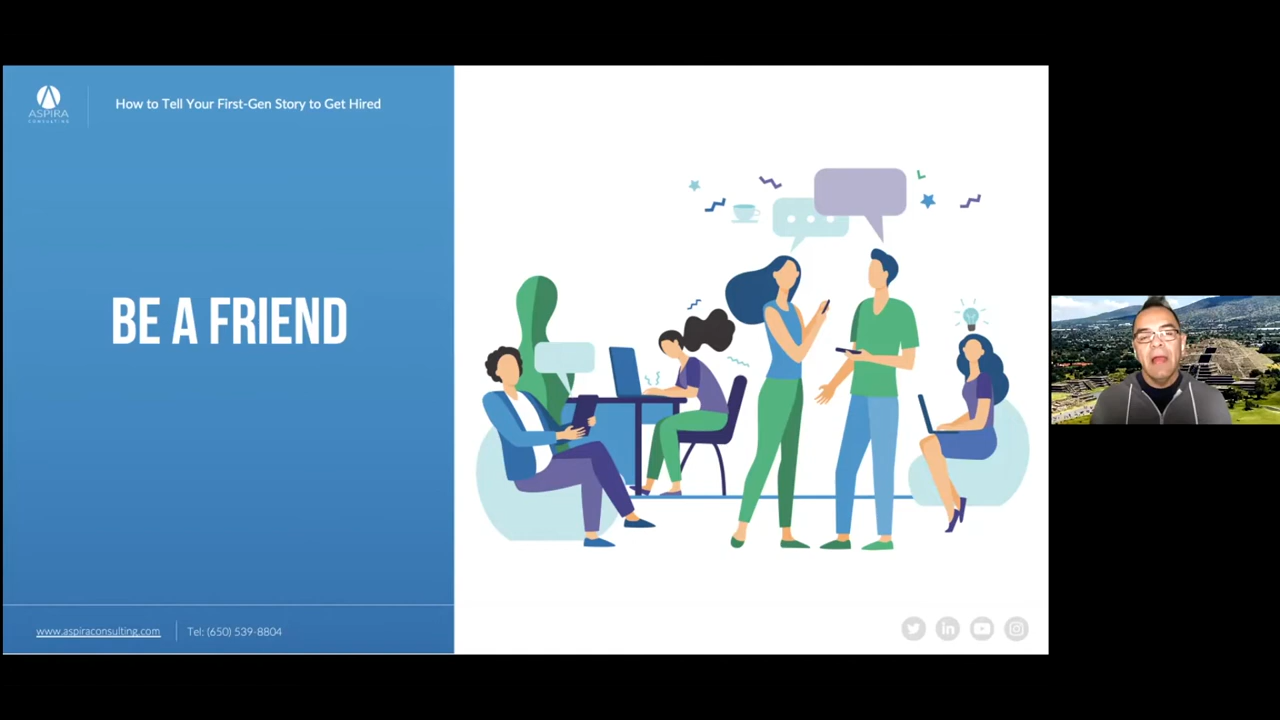 ASPIRA
CONSULTING
How to Tell Your First-Gen Story to Get Hired
BE A FRIEND
www.aspiraconsulting.com
Tel: (650) 539-8804